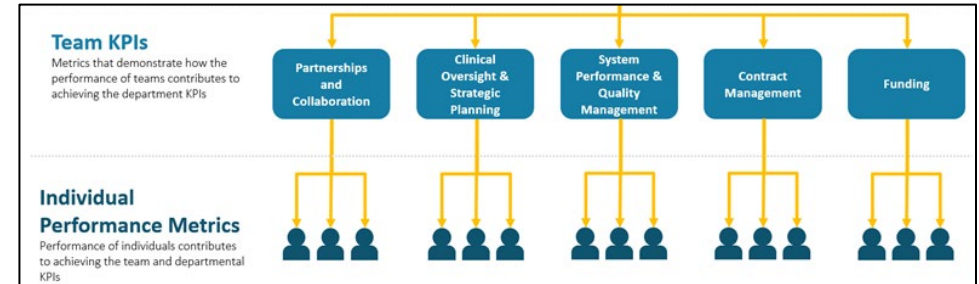 Team KPIs
Metrics that demonstrate how the
performance of teams contributes to
achieving the department KPIs
Partnerships
and
Collaboration
Clinical
Oversight &
Strategic
Planning
System
Performance &
Quality
Management
Contract
Management
Funding
Individual
Performance Metrics
Performance of individuals contributes
to achieving the team and departmental
KPIs